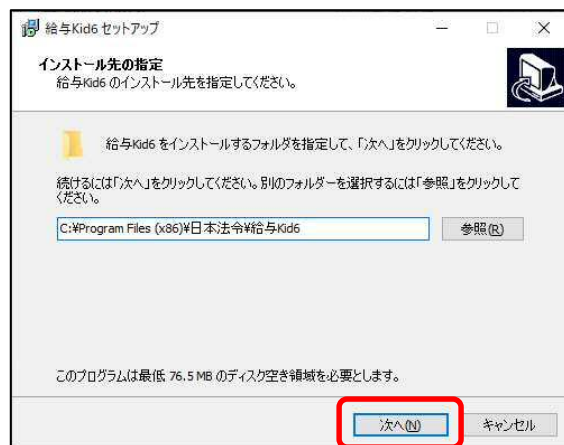 給与Kid6 セットアップ
インストール先の指定
給与Kid6 のインストール先を指定してください。
給与Kid6 をインストールするフォルダを指定して、「次へ」をクリックしてください。
続けるには「次へ」をクリックしてください。別のフォルダーを選択するには「参照」をクリックして
ください。
C:¥Program Files (x86)¥日本法令¥給与Kid6
参照(R)
このプログラムは最低 76.5 MB のディスク空き領域を必要とします。
次へ(N)
キャンセル